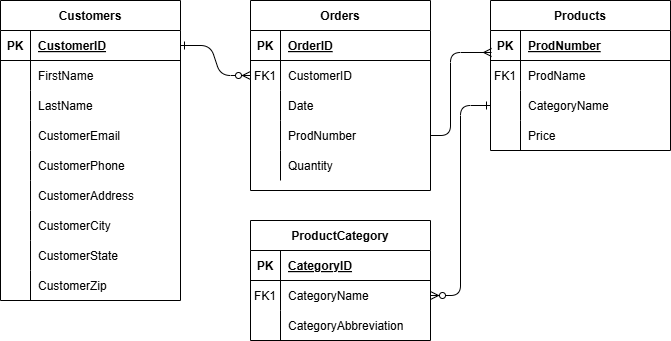 Customers
PK CustomerID
FirstName
LastName
CustomerEmail
CustomerPhone
CustomerAddress
CustomerCity
CustomerState
CustomerZip
Orders
PK OrderID
FK1 CustomerID
Date
ProdNumber
Quantity
Products
PK ProdNumber
FK1 ProdName
CategoryName
Price
ProductCategory
PK CategoryID
FK1 CategoryName
CategoryAbbreviation